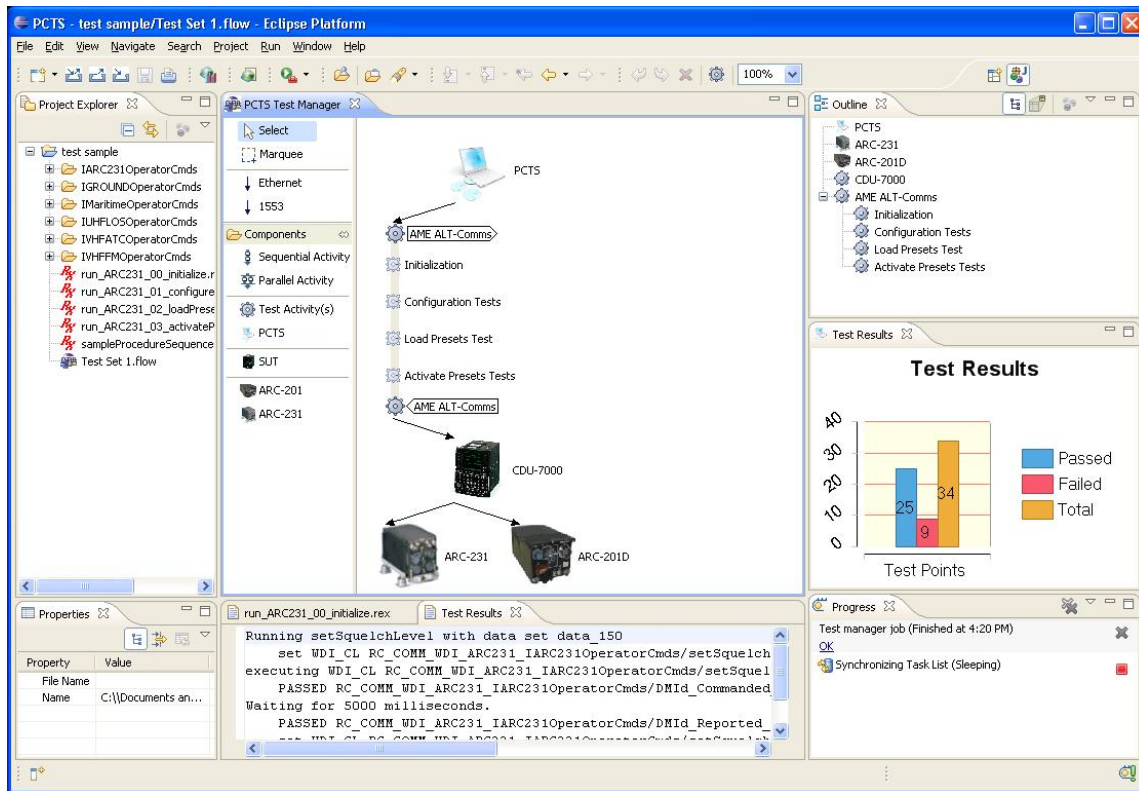 PCTS - test sample/Test Set 1.flow - Eclipse Platform
File Edit View Navigate Search Project Run Window Help
100%
Project Explorer
test sample
IARC231OperatorCmds
IGROUNDOperatorCmds
IMaritimeOperatorCmds
IUHFLOSOperatorCmds
IVHFATCOperatorCmds
IVHFFMOperatorCmds
run_ARC231_00_initialize.r
run_ARC231_01_configure
run_ARC231_02_loadPrese
run_ARC231_03_activateP
sampleProcedureSequence
Test Set 1.flow
PCTS Test Manager
Select
Marquee
Ethernet
1553
Components
Sequential Activity
Parallel Activity
Test Activity(s)
PCTS
SUT
ARC-201
ARC-231
PCTS
AME ALT-Comms
Initialization
Configuration Tests
Load Presets Test
Activate Presets Tests
AME ALT-Comms
CDU-7000
ARC-231
ARC-201D
Outline
PCTS
ARC-231
ARC-201D
CDU-7000
AME ALT-Comms
Initialization
Configuration Tests
Load Presets Test
Activate Presets Tests
Test Results
Test Results
40
30
20
10
0
25
9
34
Test Points
Passed
Failed
Total
Properties
Property Value
File Name
Name C:\\Documents an...
run_ARC231_00_initialize.rex
Test Results
Running setSquelchLevel with data set data_150
set WDI_CL RC_COMM_WDI_ARC231_IARC231OperatorCmds/setSquelch
executing WDI_CL RC_COMM_WDI_ARC231_IARC231OperatorCmds/setSquel
PASSED RC_COMM_WDI_ARC231_IARC231OperatorCmds/DMId_Commanded_
Waiting for 5000 milliseconds.
PASSED RC_COMM_WDI_ARC231_IARC231OperatorCmds/DMId_Reported_
set WDI_CL RC_COMM_WDI_ARC231_IARC231OperatorCmds/setSquelch
Progress
Test manager job (Finished at 4:20 PM)
OK
Synchronizing Task List (Sleeping)